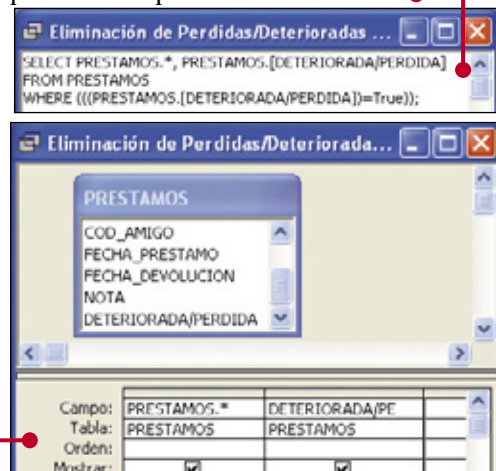 Eliminación de Perdidas/Deterioradas ...
SELECT PRESTAMOS.*, PRESTAMOS.[DETERIORADA/PERDIDA]
FROM PRESTAMOS
WHERE (((PRESTAMOS.[DETERIORADA/PERDIDA])=True));
Eliminación de Perdidas/Deteriorada...
PRESTAMOS
COD_AMIGO
FECHA_PRESTAMO
FECHA_DEVOLUCION
NOTA
DETERIORADA/PERDIDA
Campo: PRESTAMOS.* DETERIORADA/PE
Tabla: PRESTAMOS PRESTAMOS
Orden:
Mostrar: